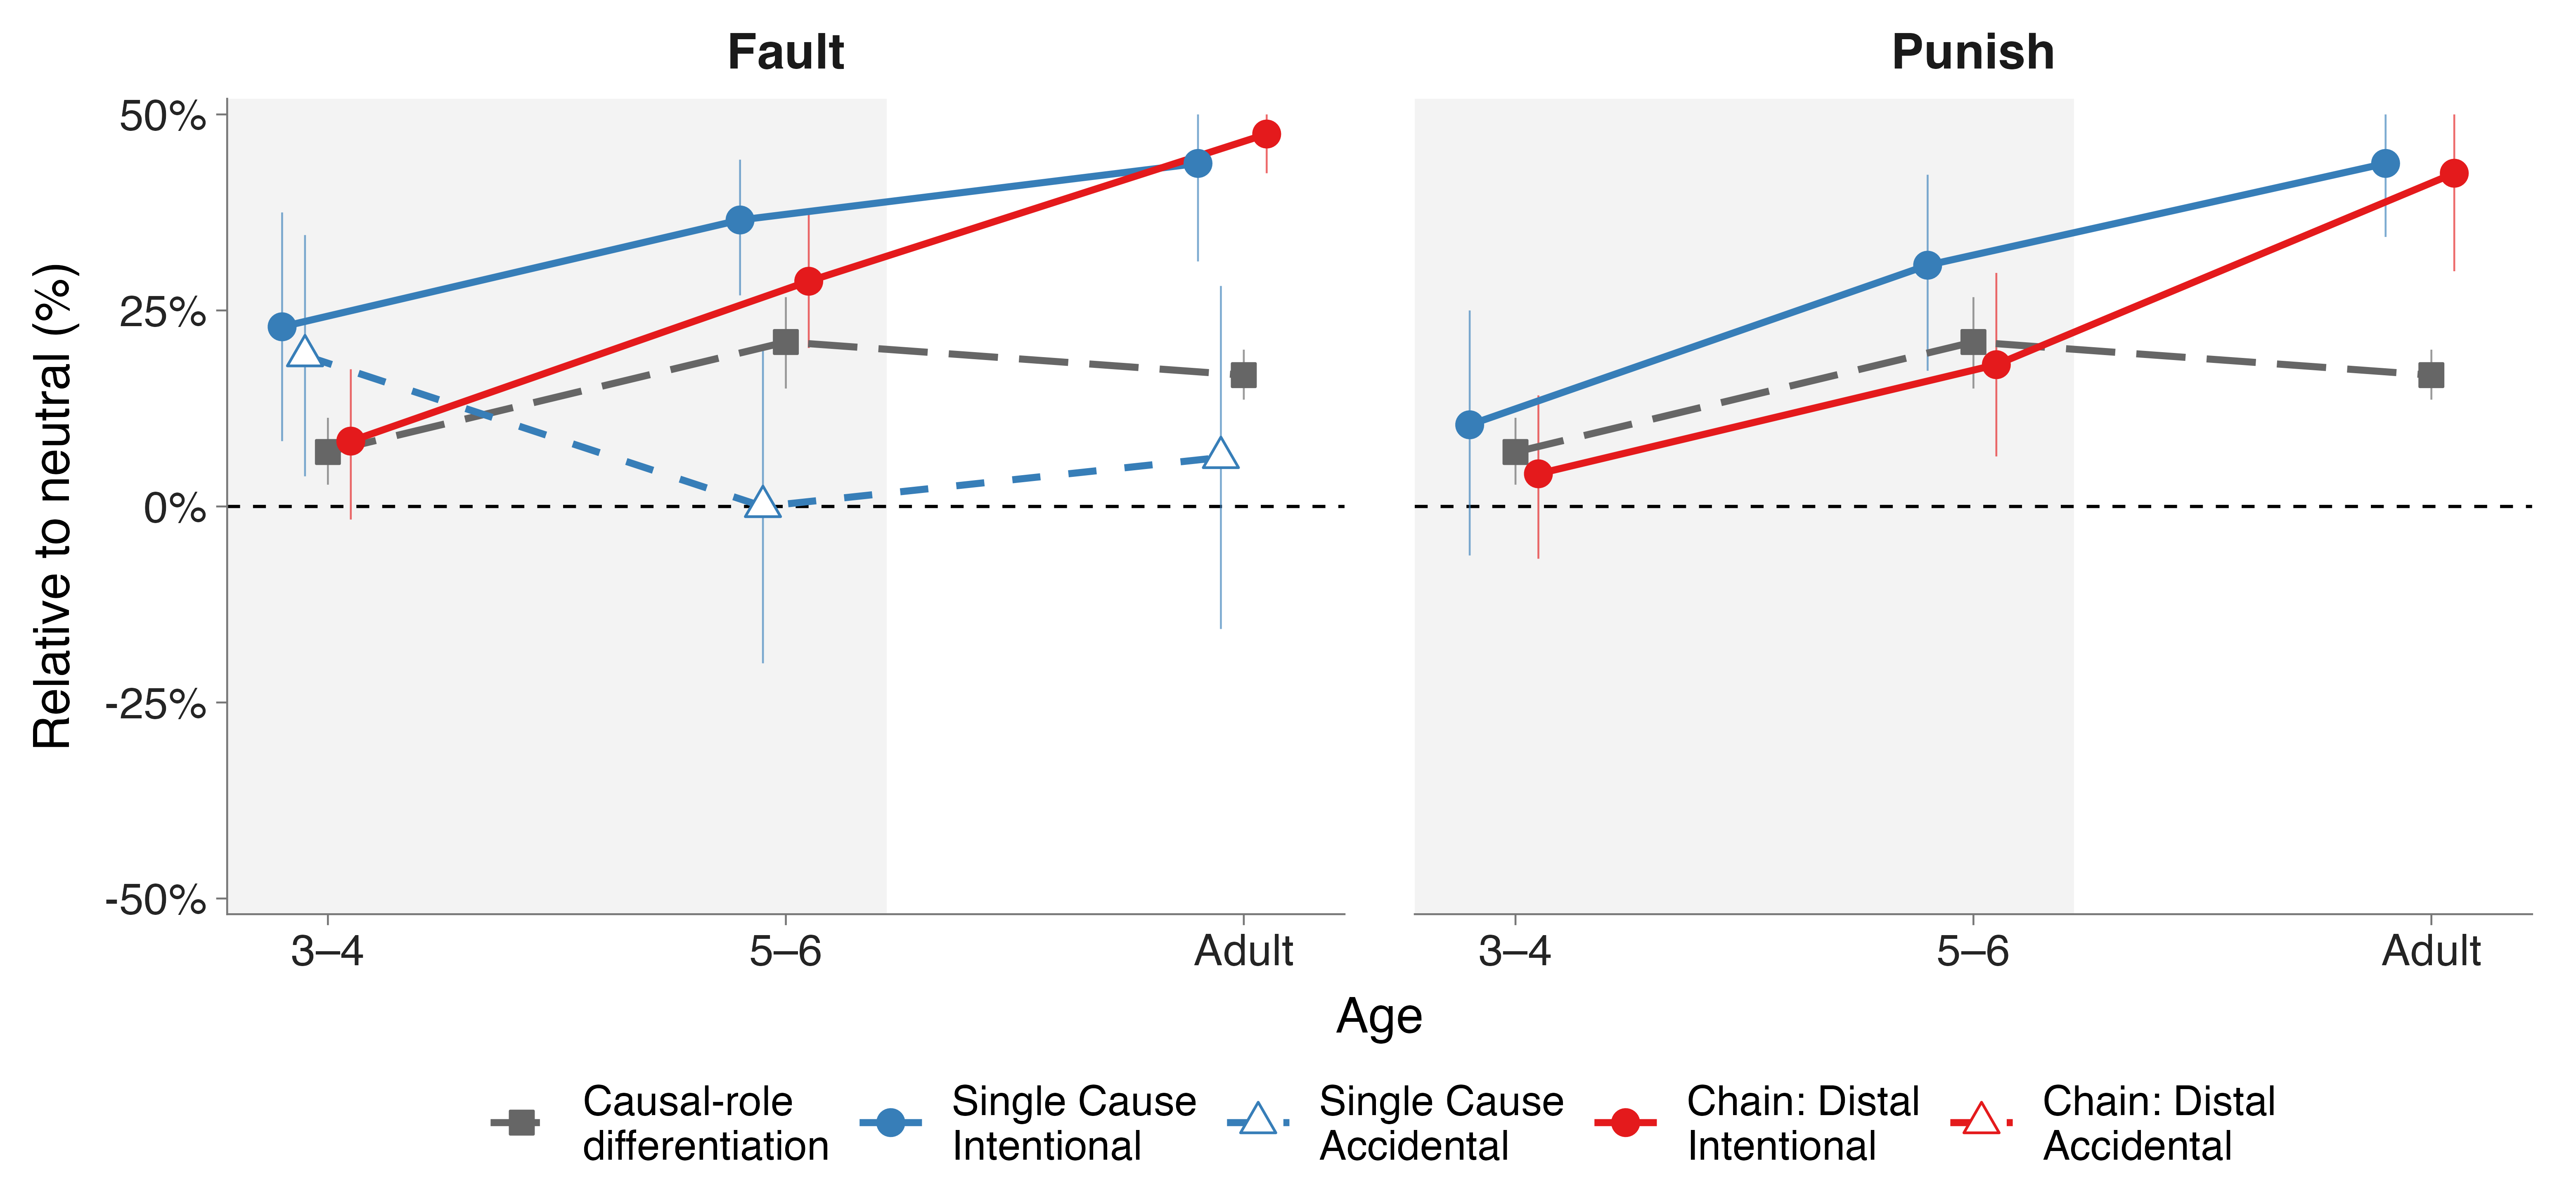 Fault
Punish
Relative to neutral (%)
50%
25%
0%
-25%
-50%
3–4
5–6
Adult
3–4
5–6
Adult
Age
Causal-role
differentiation
Single Cause
Intentional
Single Cause
Accidental
Chain: Distal
Intentional
Chain: Distal
Accidental